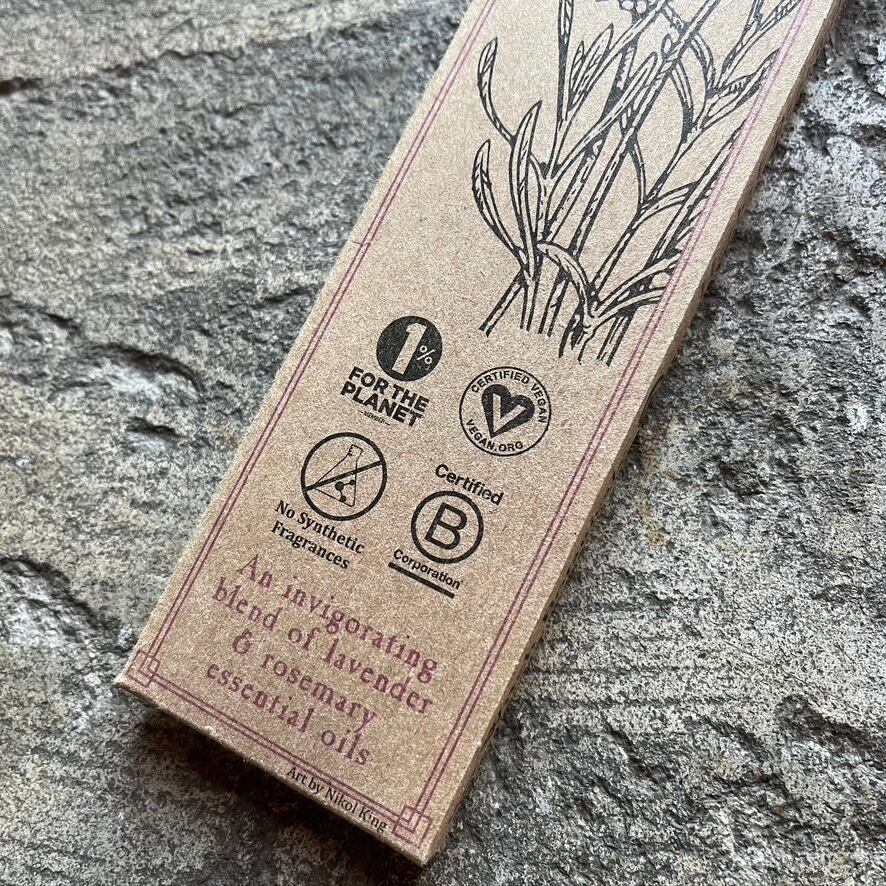 1%
FOR THE
PLANET
CERTIFIED VEGAN
V
VEGAN.ORG
No Synthetic
Fragrances
Certified
B
Corporation
An invigorating
blend of lavender
& rosemary
essential oils
Art by Nikol King